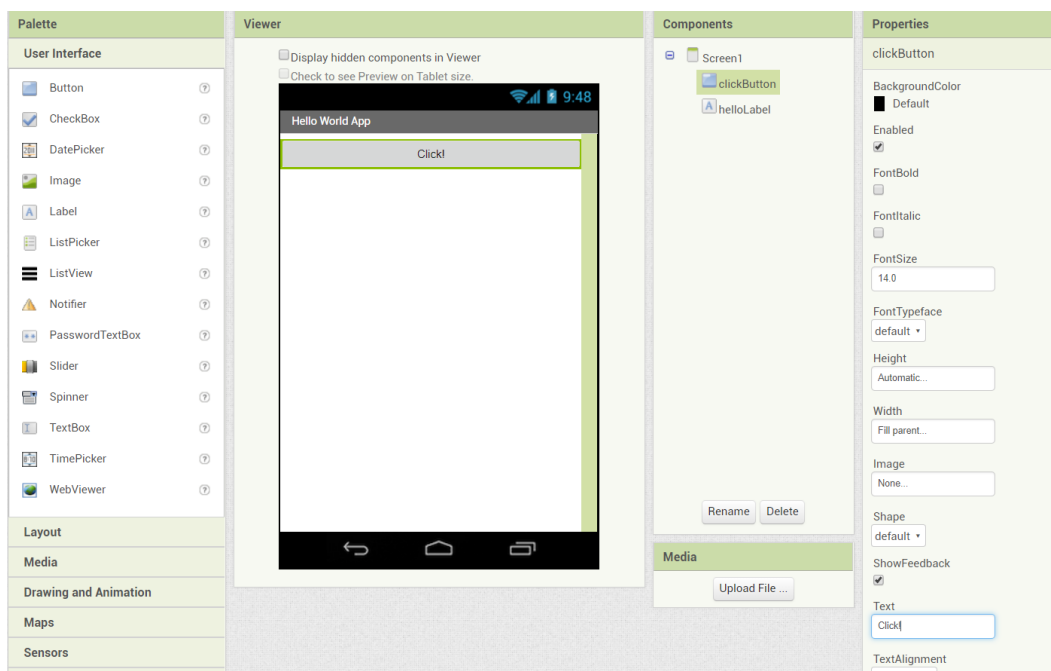 Palette
User Interface
Button
CheckBox
DatePicker
Image
Label
ListPicker
ListView
Notifier
PasswordTextBox
Slider
Spinner
TextBox
TimePicker
WebViewer
Layout
Media
Drawing and Animation
Maps
Sensors
Viewer
Display hidden components in Viewer
Check to see Preview on Tablet size.
9:48
Hello World App
Click!
Components
Screen1
clickButton
A helloLabel
Rename Delete
Media
Upload File ...
Properties
clickButton
BackgroundColor
Default
Enabled
FontBold
FontItalic
FontSize
14.0
FontTypeface
default
Height
Automatic...
Width
Fill parent...
Image
None...
Shape
default
ShowFeedback
Text
Click!
TextAlignment